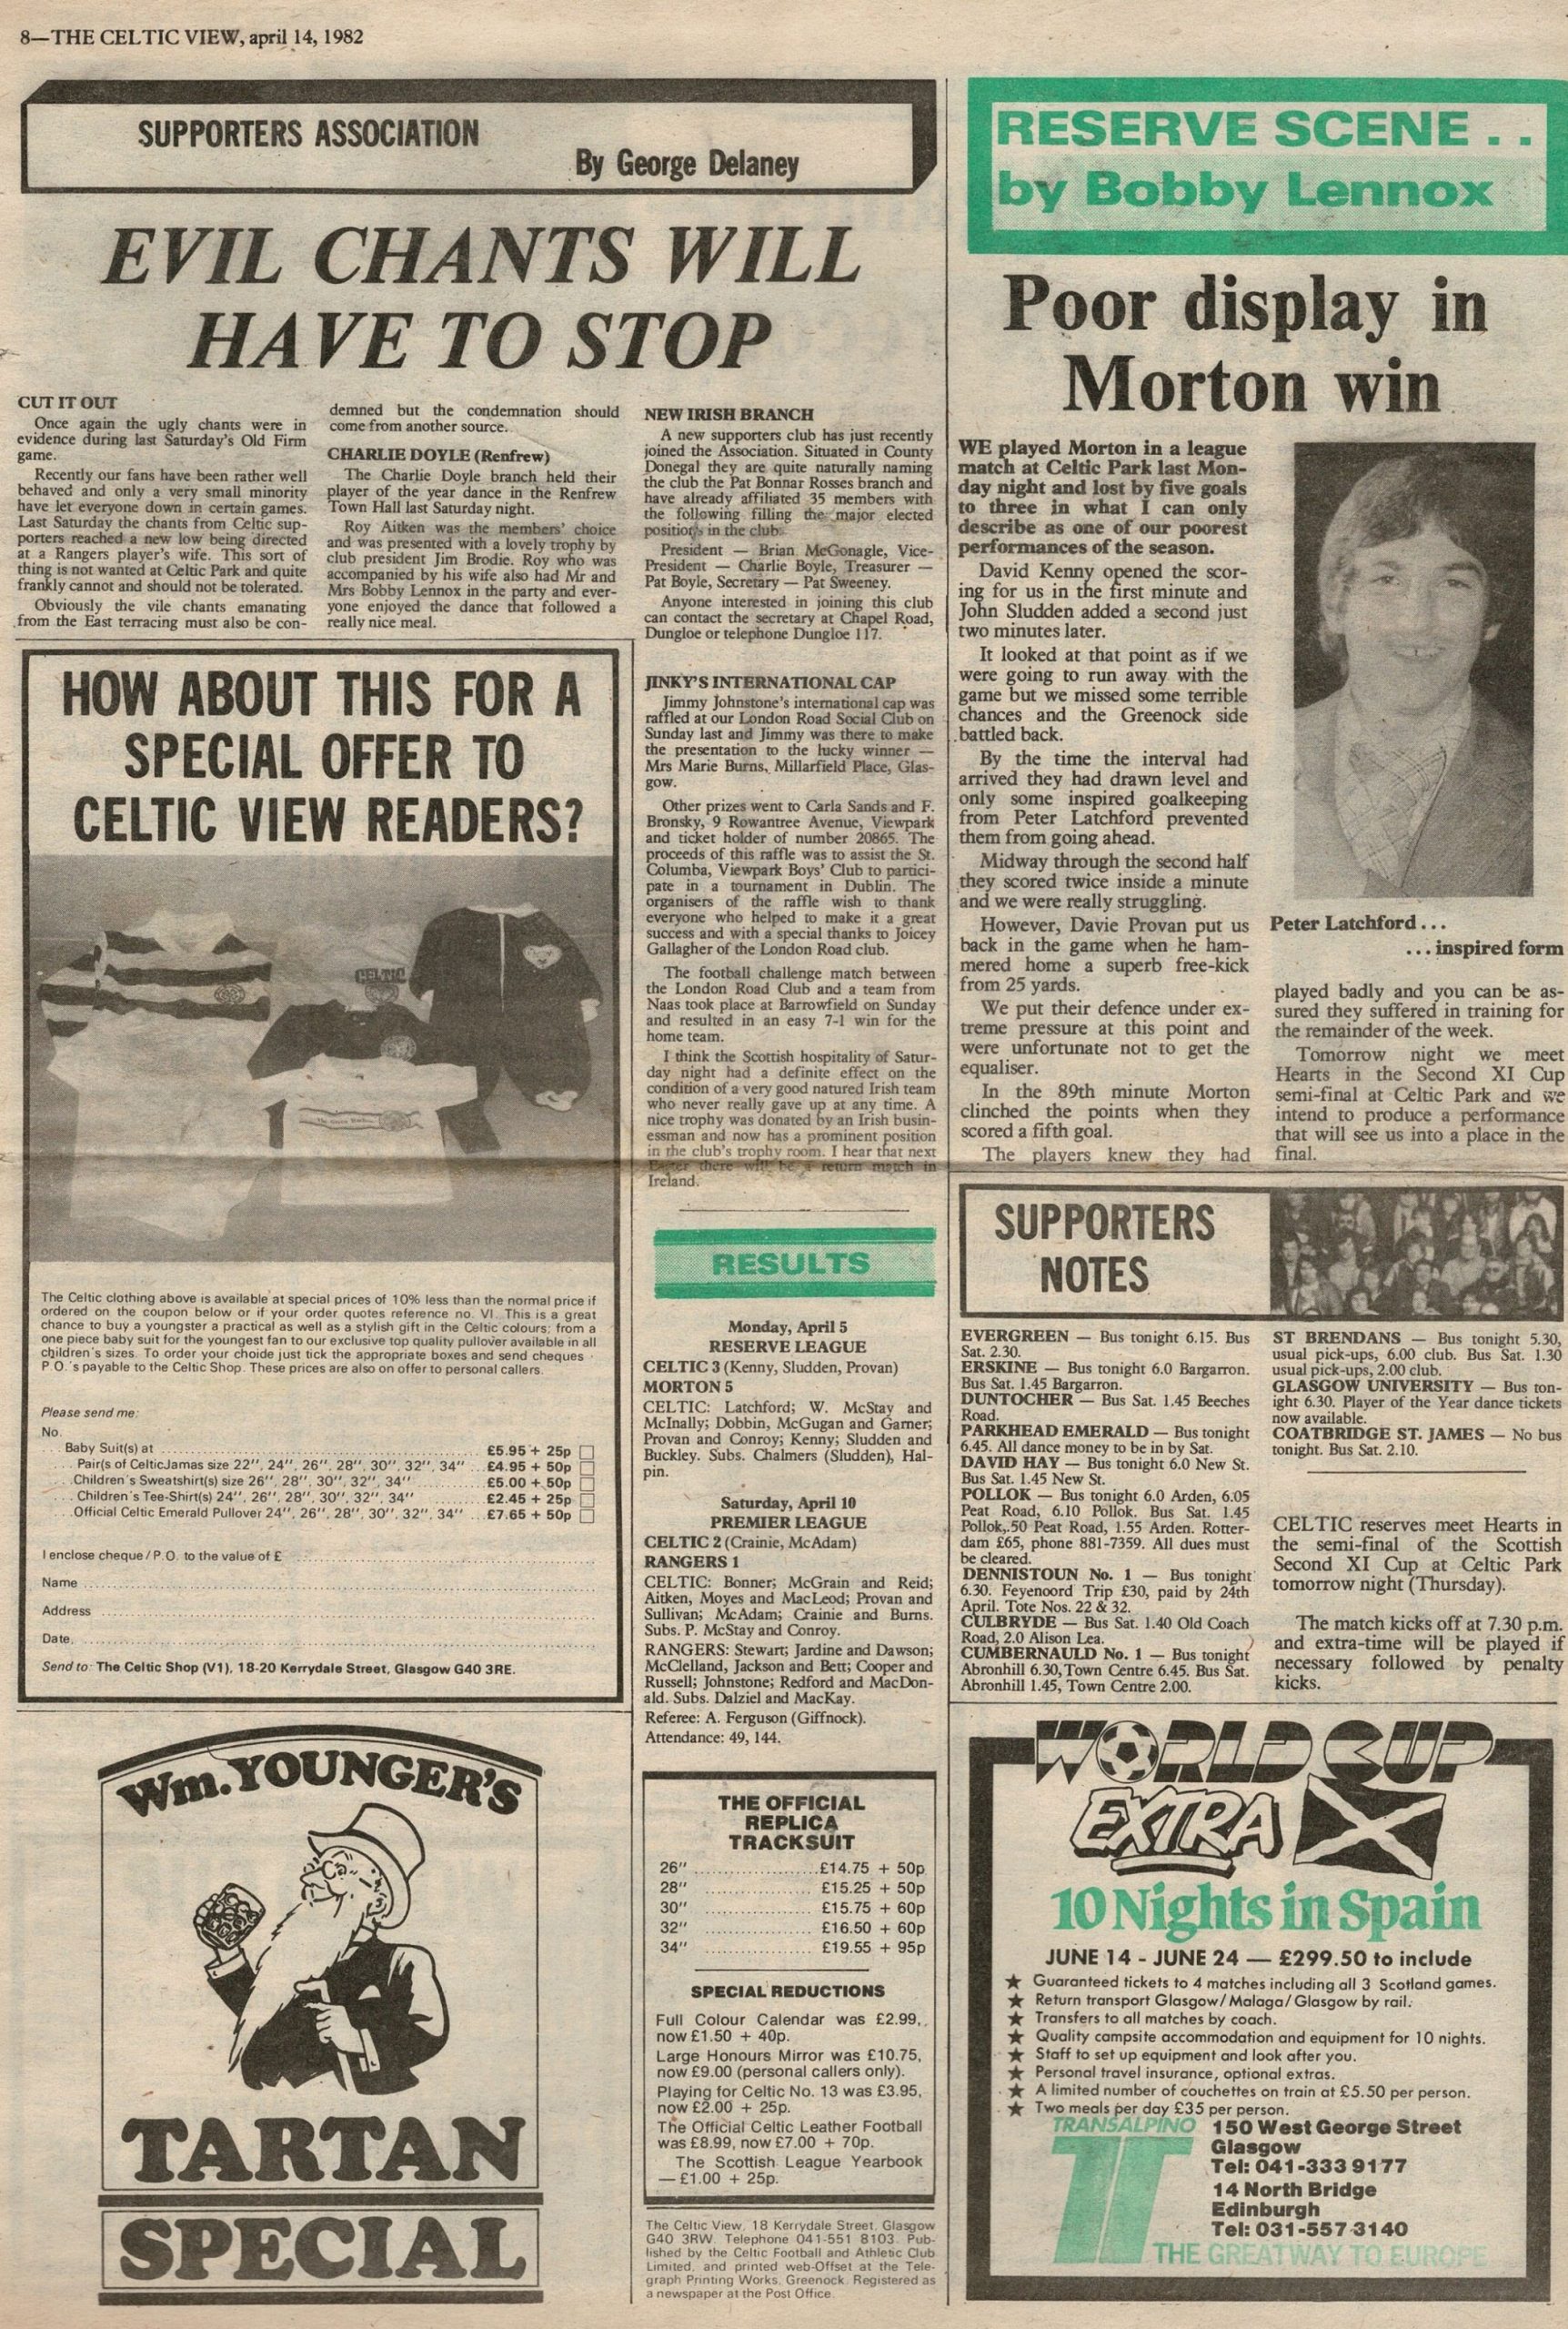 8—THE CELTIC VIEW, april 14, 1982
SUPPORTERS ASSOCIATION
By George Delaney
EVIL CHANTS WILL
HAVE TO STOP
CUT IT OUT
Once again the ugly chants were in
evidence during last Saturday's Old Firm
game.
Recently our fans have been rather well
behaved and only a very small minority
have let everyone down in certain games.
Last Saturday the chants from Celtic sup-
porters reached a new low being directed
at a Rangers player's wife. This sort of
thing is not wanted at Celtic Park and quite
frankly cannot and should not be tolerated.
Obviously the vile chants emanating
from the East terracing must also be con-
demned but the condemnation should
come from another source.
CHARLIE DOYLE (Renfrew)
The Charlie Doyle branch held their
player of the year dance in the Renfrew
Town Hall last Saturday night.
Roy Aitken was the members' choice
and was presented with a lovely trophy by
club president Jim Brodie. Roy who was
accompanied by his wife also had Mr and
Mrs Bobby Lennox in the party and ever-
yone enjoyed the dance that followed a
really nice meal.
NEW IRISH BRANCH
A new supporters club has just recently
joined the Association. Situated in County
Donegal they are quite naturally naming
the club the Pat Bonnar Rosses branch and
have already affiliated 35 members with
the following filling the major elected
positions in the club:
President — Brian McGonagle, Vice-
President — Charlie Boyle, Treasurer —
Pat Boyle, Secretary — Pat Sweeney.
Anyone interested in joining this club
can contact the secretary at Chapel Road,
Dungloe or telephone Dungloe 117.
JINKY'S INTERNATIONAL CAP
Jimmy Johnstone's international cap was
raffled at our London Road Social Club on
Sunday last and Jimmy was there to make
the presentation to the lucky winner —
Mrs Marie Burns, Millarfield Place, Glas-
gow.
Other prizes went to Carla Sands and F.
Bronsky, 9 Rowantree Avenue, Viewpark
and ticket holder of number 20865. The
proceeds of this raffle was to assist the St.
Columba, Viewpark Boys' Club to partici-
pate in a tournament in Dublin. The
organisers of the raffle wish to thank
everyone who helped to make it a great
success and with a special thanks to Joicey
Gallagher of the London Road club.
The football challenge match between
the London Road Club and a team from
Naas took place at Barrowfield on Sunday
and resulted in an easy 7-1 win for the
home team.
I think the Scottish hospitality of Satur-
day night had a definite effect on the
condition of a very good natured Irish team
who never really gave up at any time. A
nice trophy was donated by an Irish busin-
essman and now has a prominent position
in the club's trophy room. I hear that next
Easter there will be a return match in
Ireland.
HOW ABOUT THIS FOR A
SPECIAL OFFER TO
CELTIC VIEW READERS?
CELTIC
The Celtic clothing above is available at special prices of 10% less than the normal price if
ordered on the coupon below or if your order quotes reference no. VI. This is a great
chance to buy a youngster a practical as well as a stylish gift in the Celtic colours; from a
one piece baby suit for the youngest fan to our exclusive top quality pullover available in all
children's sizes. To order your choide just tick the appropriate boxes and send cheques
P.O.'s payable to the Celtic Shop. These prices are also on offer to personal callers.
Please send me:
No.
... Baby Suit(s) at ... £5.95 + 25p
... Pair(s of CelticJamas size 22'', 24'', 26'', 28'', 30'', 32'', 34'' ... £4.95 + 50p
... Children's Sweatshirt(s) size 26'', 28'', 30'', 32'', 34'' ... £5.00 + 50p
... Children's Tee-Shirt(s) 24'', 26'', 28'', 30'', 32'', 34'' ... £2.45 + 25p
... Official Celtic Emerald Pullover 24'', 26'', 28'', 30'', 32'', 34'' ... £7.65 + 50p
I enclose cheque/P.O. to the value of £ ...
Name ...
Address ...
Date ...
Send to: The Celtic Shop (V1), 18-20 Kerrydale Street, Glasgow G40 3RE.
Wm. YOUNGER'S
TARTAN
SPECIAL
RESULTS
Monday, April 5
RESERVE LEAGUE
CELTIC 3 (Kenny, Sludden, Provan)
MORTON 5
CELTIC: Latchford; W. McStay and
McInally; Dobbin, McGugan and Garner;
Provan and Conroy; Kenny; Sludden and
Buckley. Subs. Chalmers (Sludden), Hal-
pin.
Saturday, April 10
PREMIER LEAGUE
CELTIC 2 (Crainie, McAdam)
RANGERS 1
CELTIC: Bonner; McGrain and Reid;
Aitken, Moyes and MacLeod; Provan and
Sullivan; McAdam; Crainie and Burns.
Subs. P. McStay and Conroy.
RANGERS: Stewart; Jardine and Dawson;
McClelland, Jackson and Bett; Cooper and
Russell; Johnstone; Redford and MacDon-
ald. Subs. Dalziel and MacKay.
Referee: A. Ferguson (Giffnock).
Attendance: 49, 144.
THE OFFICIAL
REPLICA
TRACKSUIT
26'' ... £14.75 + 50p
28'' ... £15.25 + 50p
30'' ... £15.75 + 60p
32'' ... £16.50 + 60p
34'' ... £19.55 + 95p
SPECIAL REDUCTIONS
Full Colour Calendar was £2.99,
now £1.50 + 40p.
Large Honours Mirror was £10.75,
now £9.00 (personal callers only).
Playing for Celtic No. 13 was £3.95,
now £2.00 + 25p.
The Official Celtic Leather Football
was £8.99, now £7.00 + 70p.
The Scottish League Yearbook
— £1.00 + 25p.
The Celtic View, 18 Kerrydale Street, Glasgow
G40 3RW. Telephone 041-551 8103. Pub-
lished by the Celtic Football and Athletic Club
Limited, and printed web-Offset at the Tele-
graph Printing Works, Greenock. Registered as
a newspaper at the Post Office.
RESERVE SCENE . .
by Bobby Lennox
Poor display in
Morton win
WE played Morton in a league
match at Celtic Park last Mon-
day night and lost by five goals
to three in what I can only
describe as one of our poorest
performances of the season.
David Kenny opened the scor-
ing for us in the first minute and
John Sludden added a second just
two minutes later.
It looked at that point as if we
were going to run away with the
game but we missed some terrible
chances and the Greenock side
battled back.
By the time the interval had
arrived they had drawn level and
only some inspired goalkeeping
from Peter Latchford prevented
them from going ahead.
Midway through the second half
they scored twice inside a minute
and we were really struggling.
However, Davie Provan put us
back in the game when he ham-
mered home a superb free-kick
from 25 yards.
We put their defence under ex-
treme pressure at this point and
were unfortunate not to get the
equaliser.
In the 89th minute Morton
clinched the points when they
scored a fifth goal.
The players knew they had
Peter Latchford . . .
. . . inspired form
played badly and you can be as-
sured they suffered in training for
the remainder of the week.
Tomorrow night we meet
Hearts in the Second XI Cup
semi-final at Celtic Park and we
intend to produce a performance
that will see us into a place in the
final.
SUPPORTERS
NOTES
EVERGREEN — Bus tonight 6.15. Bus
Sat. 2.30.
ERSKINE — Bus tonight 6.0 Bargarron.
Bus Sat. 1.45 Bargarron.
DUNTOCHER — Bus Sat. 1.45 Beeches
Road.
PARKHEAD EMERALD — Bus tonight
6.45. All dance money to be in by Sat.
DAVID HAY — Bus tonight 6.0 New St.
Bus Sat. 1.45 New St.
POLLOK — Bus tonight 6.0 Arden, 6.05
Peat Road, 6.10 Pollok. Bus Sat. 1.45
Pollok, .50 Peat Road, 1.55 Arden. Rotter-
dam £65, phone 881-7359. All dues must
be cleared.
DENNISTOUN No. 1 — Bus tonight
6.30. Feyenoord Trip £30, paid by 24th
April. Tote Nos. 22 & 32.
CULBRYDE — Bus Sat. 1.40 Old Coach
Road, 2.0 Alison Lea.
CUMBERNAULD No. 1 — Bus tonight
Abronhill 6.30, Town Centre 6.45. Bus Sat.
Abronhill 1.45, Town Centre 2.00.
ST BRENDANS — Bus tonight 5.30,
usual pick-ups, 6.00 club. Bus Sat. 1.30
usual pick-ups, 2.00 club.
GLASGOW UNIVERSITY — Bus ton-
ight 6.30. Player of the Year dance tickets
now available.
COATBRIDGE ST. JAMES — No bus
tonight. Bus Sat. 2.10.
CELTIC reserves meet Hearts in
the semi-final of the Scottish
Second XI Cup at Celtic Park
tomorrow night (Thursday).
The match kicks off at 7.30 p.m.
and extra-time will be played if
necessary followed by penalty
kicks.
WORLD CUP
EXTRA
10 Nights in Spain
JUNE 14 - JUNE 24 — £299.50 to include
★ Guaranteed tickets to 4 matches including all 3 Scotland games.
★ Return transport Glasgow/Malaga/Glasgow by rail.
★ Transfers to all matches by coach.
★ Quality campsite accommodation and equipment for 10 nights.
★ Staff to set up equipment and look after you.
★ Personal travel insurance, optional extras.
★ A limited number of couchettes on train at £5.50 per person.
★ Two meals per day £35 per person.
TRANSALPINO
150 West George Street
Glasgow
Tel: 041-333 9177
14 North Bridge
Edinburgh
Tel: 031-557 3140
THE GREAT WAY TO EUROPE